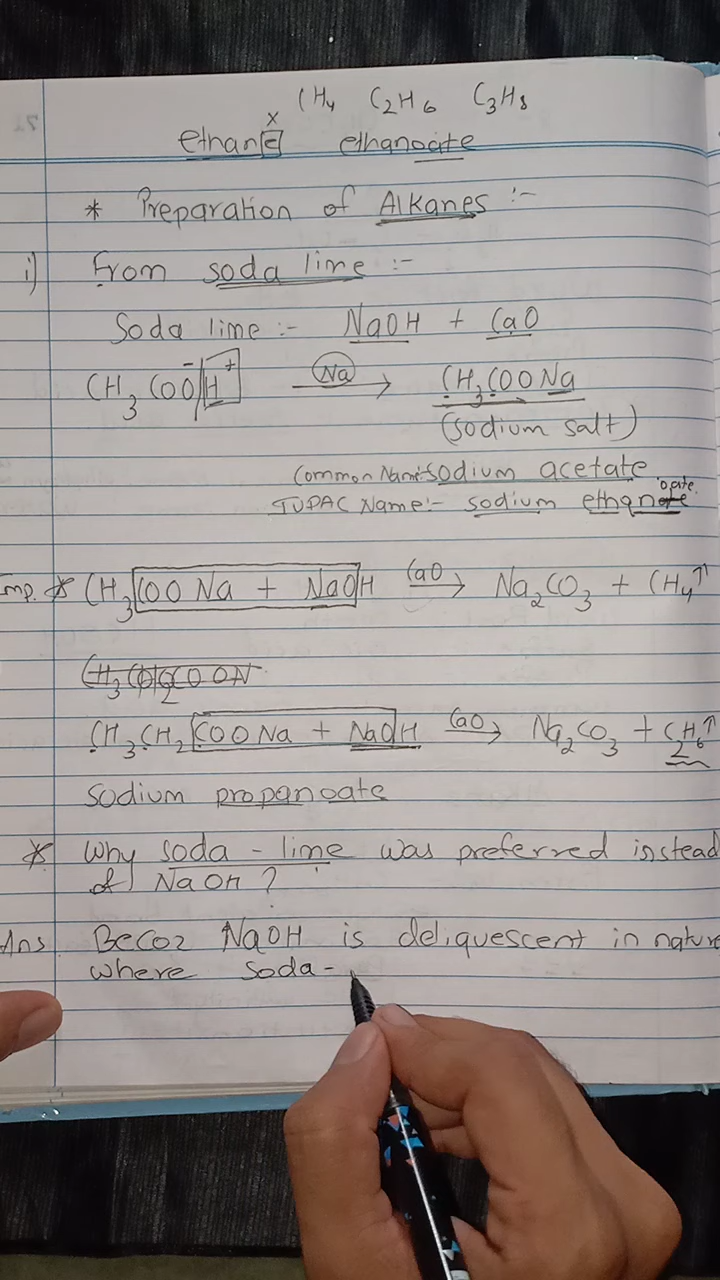 CH4 C2H6 C3H8
x
ethane ethanoate
* Preparation of Alkanes :-
i) From soda lime :-
Soda lime :- NaOH + CaO
CH3COO⁻H⁺ Na → CH3COONa
(sodium salt)
Common Name:- sodium acetate
oate.
IUPAC Name:- sodium ethanote
Imp. * CH3COONa + NaOH CaO → Na2CO3 + CH4↑
CH3CH2COON
CH3CH2COONa + NaOH CaO → Na2CO3 + C2H6↑
sodium propanoate
* Why soda-lime was preferred instead
of NaOH?
Ans. Becoz NaOH is deliquescent in nature
where soda-